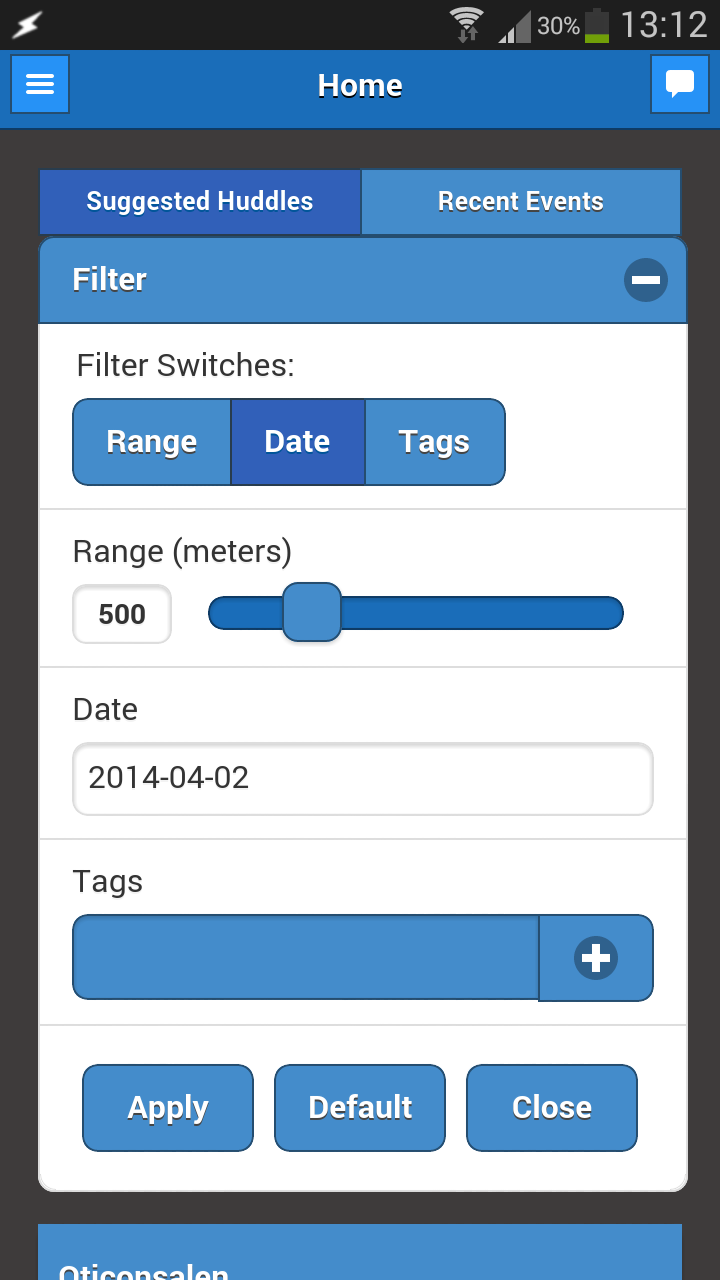 30% 13:12
Home
Suggested Huddles Recent Events
Filter
Filter Switches:
Range Date Tags
Range (meters)
500
Date
2014-04-02
Tags
Apply Default Close
Oticonsalen